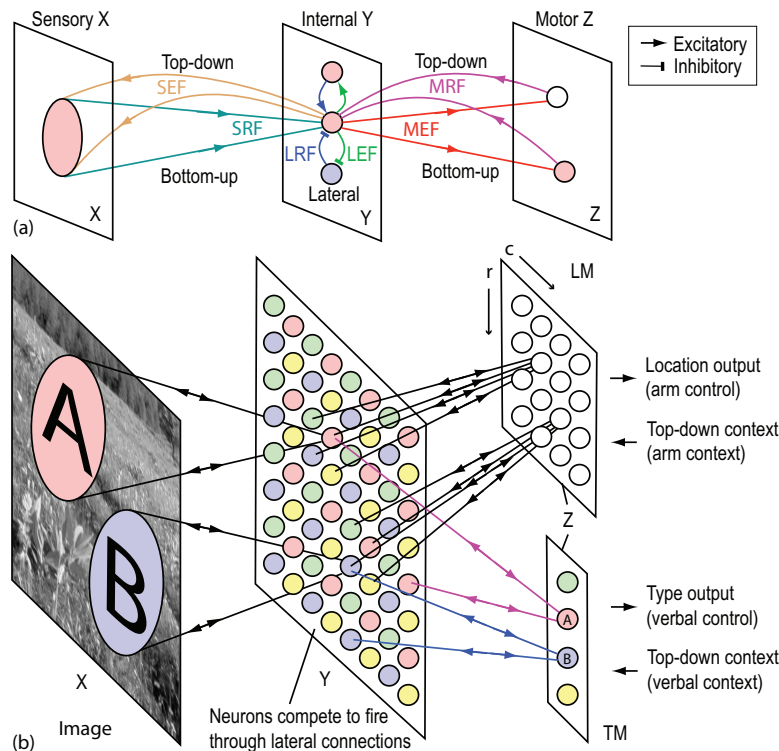 Sensory X
Internal Y
Motor Z
Excitatory
Inhibitory
Top-down
Top-down
SEF
MRF
SRF
MEF
LRF
LEF
Bottom-up
Lateral
Bottom-up
X
Y
Z
(a)
c
r
LM
A
Location output
(arm control)
Top-down context
(arm context)
Z
B
A
B
Type output
(verbal control)
Top-down context
(verbal context)
X
Y
Image
Neurons compete to fire
through lateral connections
TM
(b)